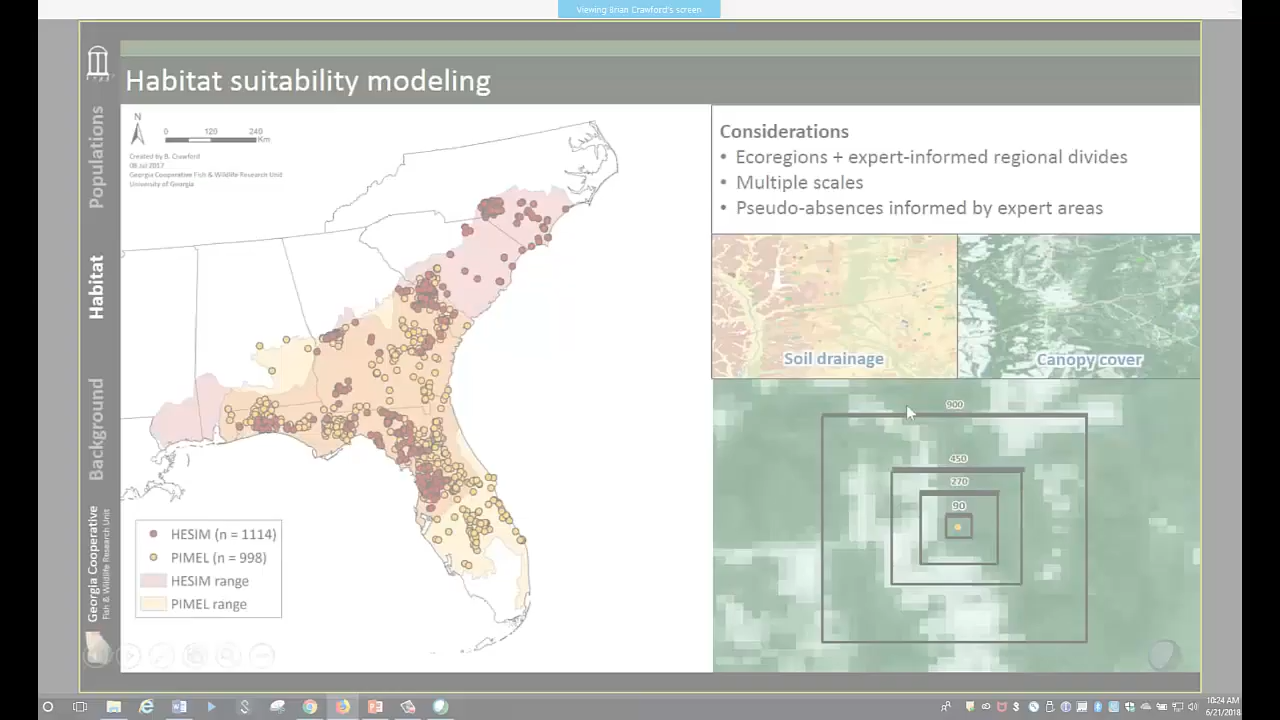 Viewing Brian Crawford's screen
Habitat suitability modeling
Populations
Habitat
Background
Georgia Cooperative
Fish & Wildlife Research Unit
N
0 120 240
Km
Created by B. Crawford
08 Jul 2017
Georgia Cooperative Fish & Wildlife Research Unit
University of Georgia
HESIM (n = 1114)
PIMEL (n = 998)
HESIM range
PIMEL range
Considerations
• Ecoregions + expert-informed regional divides
• Multiple scales
• Pseudo-absences informed by expert areas
Soil drainage
Canopy cover
900
450
270
90
10:24 AM
6/21/2018